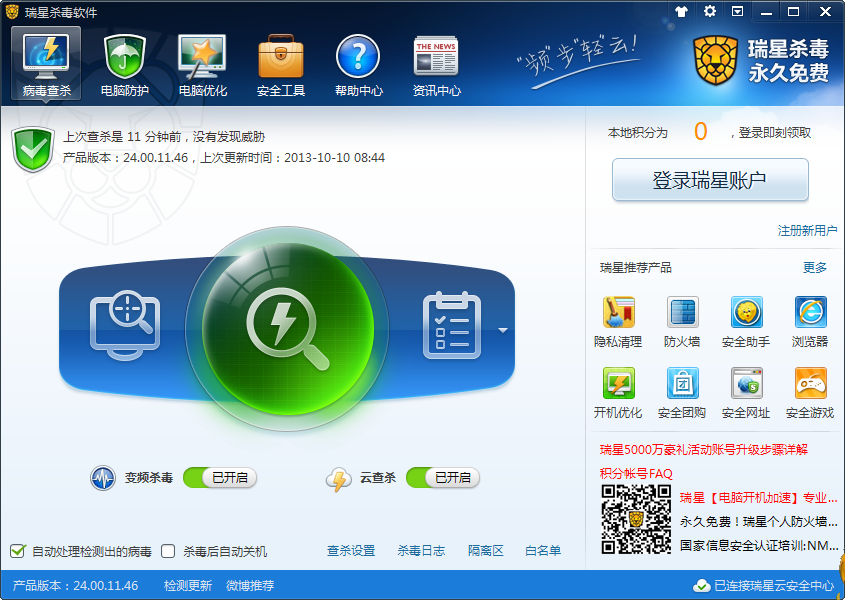 瑞星杀毒软件
病毒查杀
电脑防护
电脑优化
安全工具
帮助中心
THE NEWS
资讯中心
“频”步“轻”云!
瑞星杀毒
永久免费
上次查杀是 11 分钟前，没有发现威胁
产品版本：24.00.11.46，上次更新时间：2013-10-10 08:44
本地积分为 0 ，登录即刻领取
登录瑞星账户
注册新用户
瑞星推荐产品 更多
隐私清理 防火墙 安全助手 浏览器
开机优化 安全团购 安全网址 安全游戏
变频杀毒 已开启
云查杀 已开启
瑞星5000万豪礼活动账号升级步骤详解
积分帐号FAQ
瑞星【电脑开机加速】专业...
永久免费！瑞星个人防火墙...
国家信息安全认证培训:NM...
自动处理检测出的病毒 杀毒后自动关机 查杀设置 杀毒日志 隔离区 白名单
产品版本：24.00.11.46 检测更新 微博推荐 已连接瑞星云安全中心